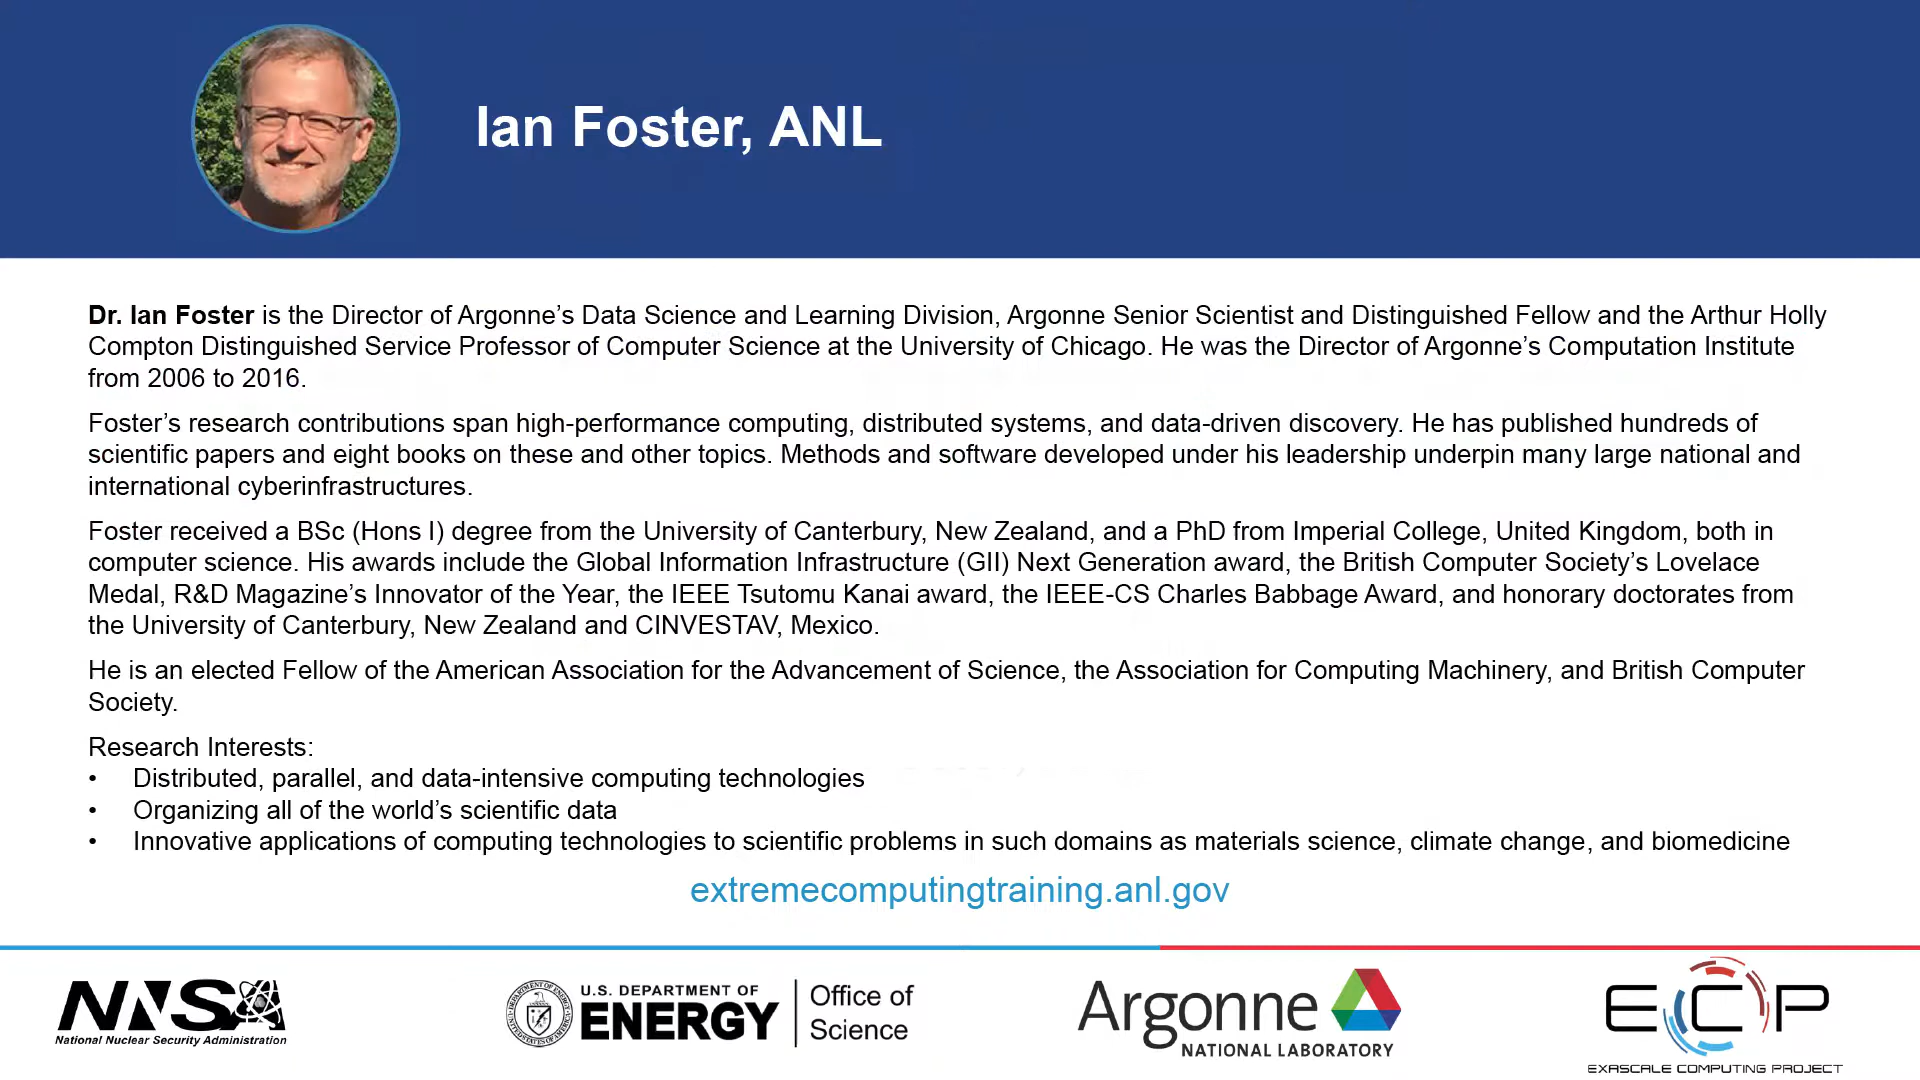 Ian Foster, ANL
Dr. Ian Foster is the Director of Argonne’s Data Science and Learning Division, Argonne Senior Scientist and Distinguished Fellow and the Arthur Holly
Compton Distinguished Service Professor of Computer Science at the University of Chicago. He was the Director of Argonne’s Computation Institute
from 2006 to 2016.
Foster’s research contributions span high-performance computing, distributed systems, and data-driven discovery. He has published hundreds of
scientific papers and eight books on these and other topics. Methods and software developed under his leadership underpin many large national and
international cyberinfrastructures.
Foster received a BSc (Hons I) degree from the University of Canterbury, New Zealand, and a PhD from Imperial College, United Kingdom, both in
computer science. His awards include the Global Information Infrastructure (GII) Next Generation award, the British Computer Society’s Lovelace
Medal, R&D Magazine’s Innovator of the Year, the IEEE Tsutomu Kanai award, the IEEE-CS Charles Babbage Award, and honorary doctorates from
the University of Canterbury, New Zealand and CINVESTAV, Mexico.
He is an elected Fellow of the American Association for the Advancement of Science, the Association for Computing Machinery, and British Computer
Society.
Research Interests:
• Distributed, parallel, and data-intensive computing technologies
• Organizing all of the world’s scientific data
• Innovative applications of computing technologies to scientific problems in such domains as materials science, climate change, and biomedicine
extremecomputingtraining.anl.gov
NNSA
National Nuclear Security Administration
U.S. DEPARTMENT OF
ENERGY
Office of
Science
Argonne
NATIONAL LABORATORY
ECP
EXASCALE COMPUTING PROJECT